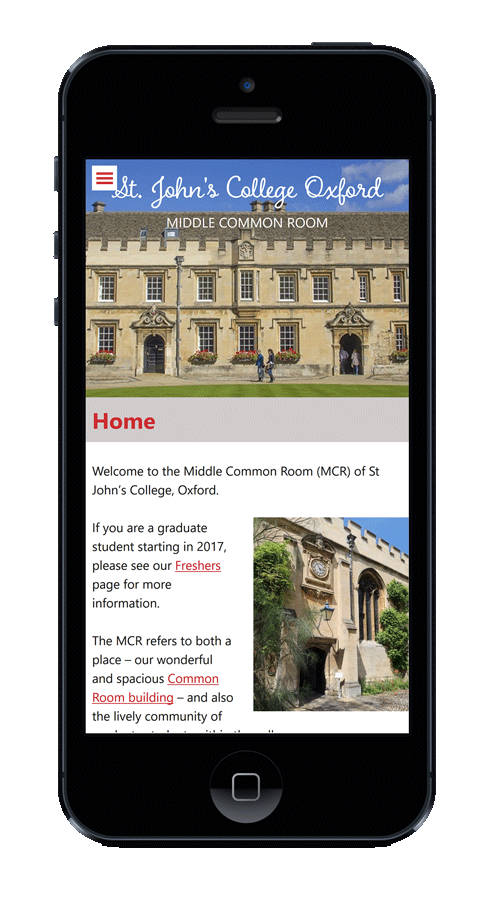 St. John's College Oxford
MIDDLE COMMON ROOM
Home
Welcome to the Middle Common Room (MCR) of St
John's College, Oxford.
If you are a graduate
student starting in 2017,
please see our Freshers
page for more
information.
The MCR refers to both a
place – our wonderful
and spacious Common
Room building – and also
the lively community of